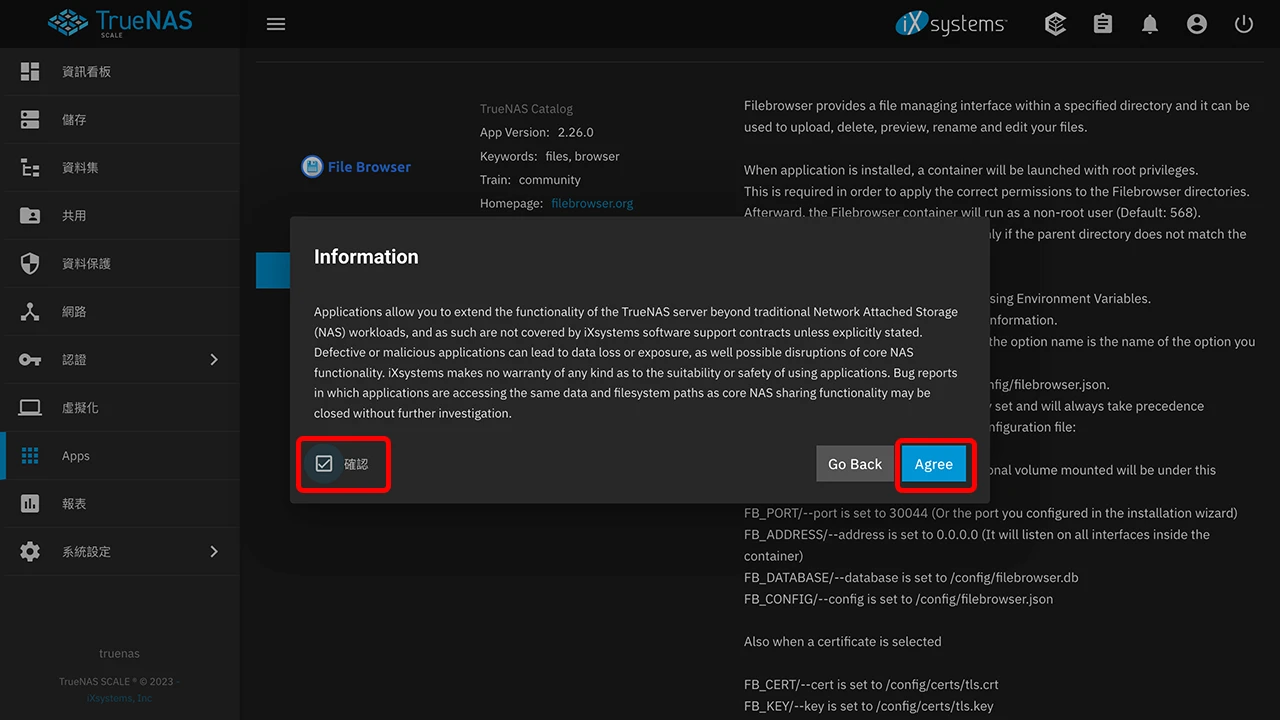 TrueNAS
SCALE
iXsystems
資訊看板
儲存
資料集
共用
資料保護
網路
認證
虛擬化
Apps
報表
系統設定
truenas
TrueNAS SCALE ® © 2023 -
iXsystems, Inc
File Browser
TrueNAS Catalog
App Version: 2.26.0
Keywords: files, browser
Train: community
Homepage: filebrowser.org
Filebrowser provides a file managing interface within a specified directory and it can be
used to upload, delete, preview, rename and edit your files.
When application is installed, a container will be launched with root privileges.
This is required in order to apply the correct permissions to the Filebrowser directories.
Afterward, the Filebrowser container will run as a non-root user (Default: 568).
if the parent directory does not match the
Environment Variables.
the option name is the name of the option you
set and will always take precedence
file:
volume mounted will be under this
FB_PORT/--port is set to 30044 (Or the port you configured in the installation wizard)
FB_ADDRESS/--address is set to 0.0.0.0 (It will listen on all interfaces inside the
container)
FB_DATABASE/--database is set to /config/filebrowser.db
FB_CONFIG/--config is set to /config/filebrowser.json
Also when a certificate is selected
FB_CERT/--cert is set to /config/certs/tls.crt
FB_KEY/--key is set to /config/certs/tls.key
Information
Applications allow you to extend the functionality of the TrueNAS server beyond traditional Network Attached Storage
(NAS) workloads, and as such are not covered by iXsystems software support contracts unless explicitly stated.
Defective or malicious applications can lead to data loss or exposure, as well possible disruptions of core NAS
functionality. iXsystems makes no warranty of any kind as to the suitability or safety of using applications. Bug reports
in which applications are accessing the same data and filesystem paths as core NAS sharing functionality may be
closed without further investigation.
確認
Go Back
Agree